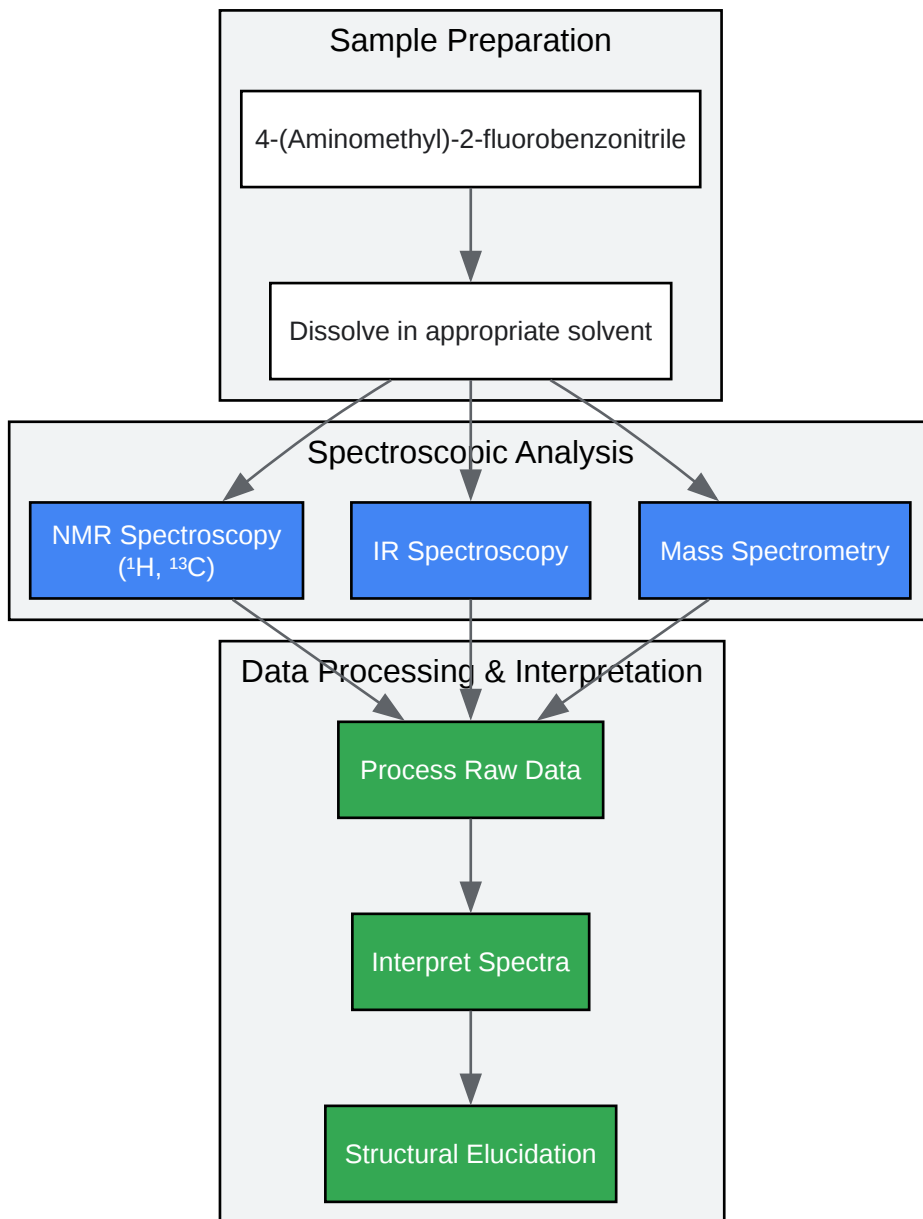 Sample Preparation
4-(Aminomethyl)-2-fluorobenzonitrile
Dissolve in appropriate solvent
Spectroscopic Analysis
NMR Spectroscopy
(¹H, ¹³C)
IR Spectroscopy
Mass Spectrometry
Data Processing & Interpretation
Process Raw Data
Interpret Spectra
Structural Elucidation